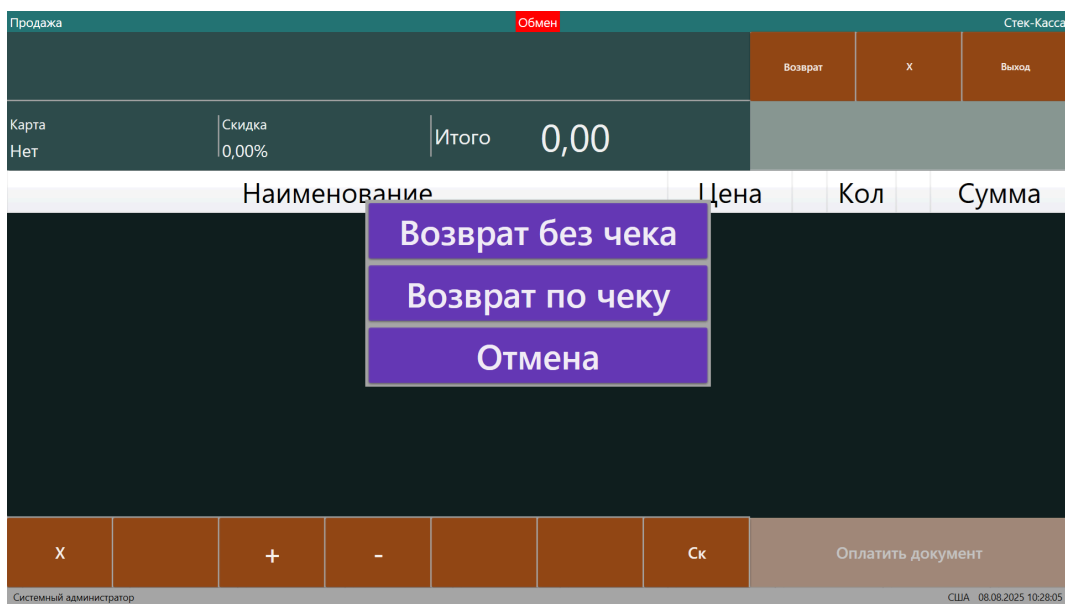 Продажа Обмен Стек-Касса
Возврат X Выход
Карта Скидка Итого 0,00
Нет 0,00%
Наименование Цена Кол Сумма
Возврат без чека
Возврат по чеку
Отмена
X + - Ск Оплатить документ
Системный администратор США 08.08.2025 10:28:05